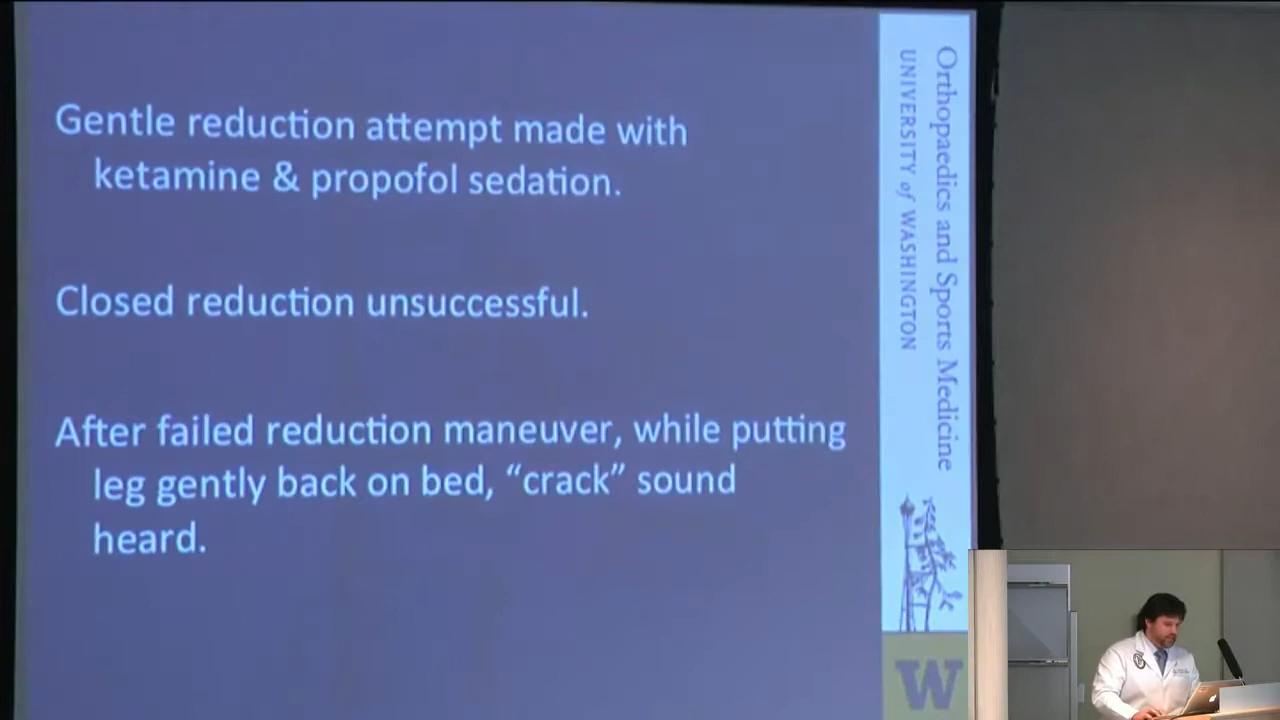 Gentle reduction attempt made with
ketamine & propofol sedation.
Closed reduction unsuccessful.
After failed reduction maneuver, while putting
leg gently back on bed, “crack” sound
heard.
Orthopaedics and Sports Medicine
UNIVERSITY of WASHINGTON
W